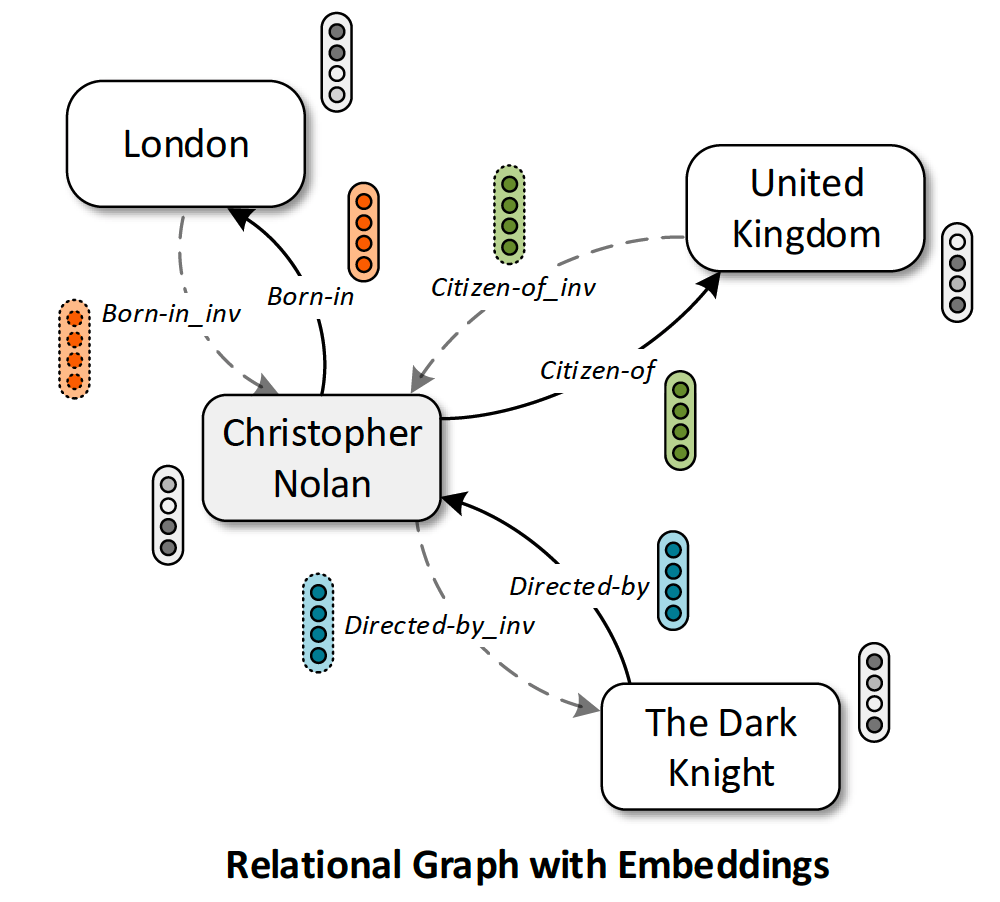 London
United
Kingdom
Born-in_inv
Born-in
Citizen-of_inv
Citizen-of
Christopher
Nolan
Directed-by
Directed-by_inv
The Dark
Knight
Relational Graph with Embeddings